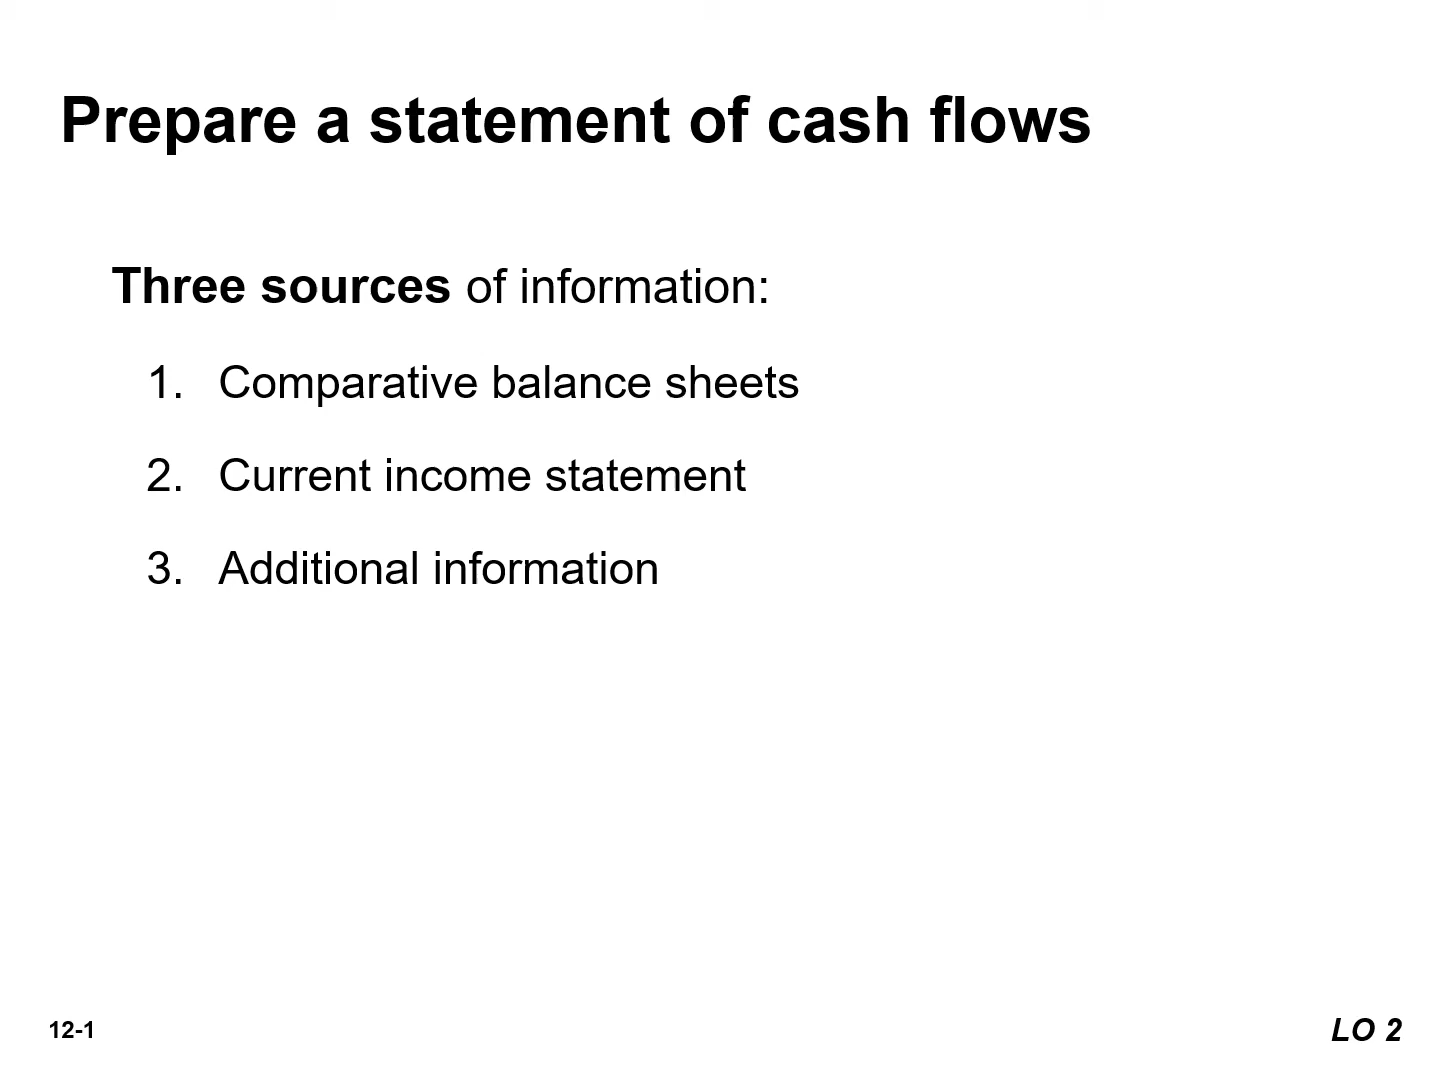 Prepare a statement of cash flows
Three sources of information:
1. Comparative balance sheets
2. Current income statement
3. Additional information
12-1
LO 2